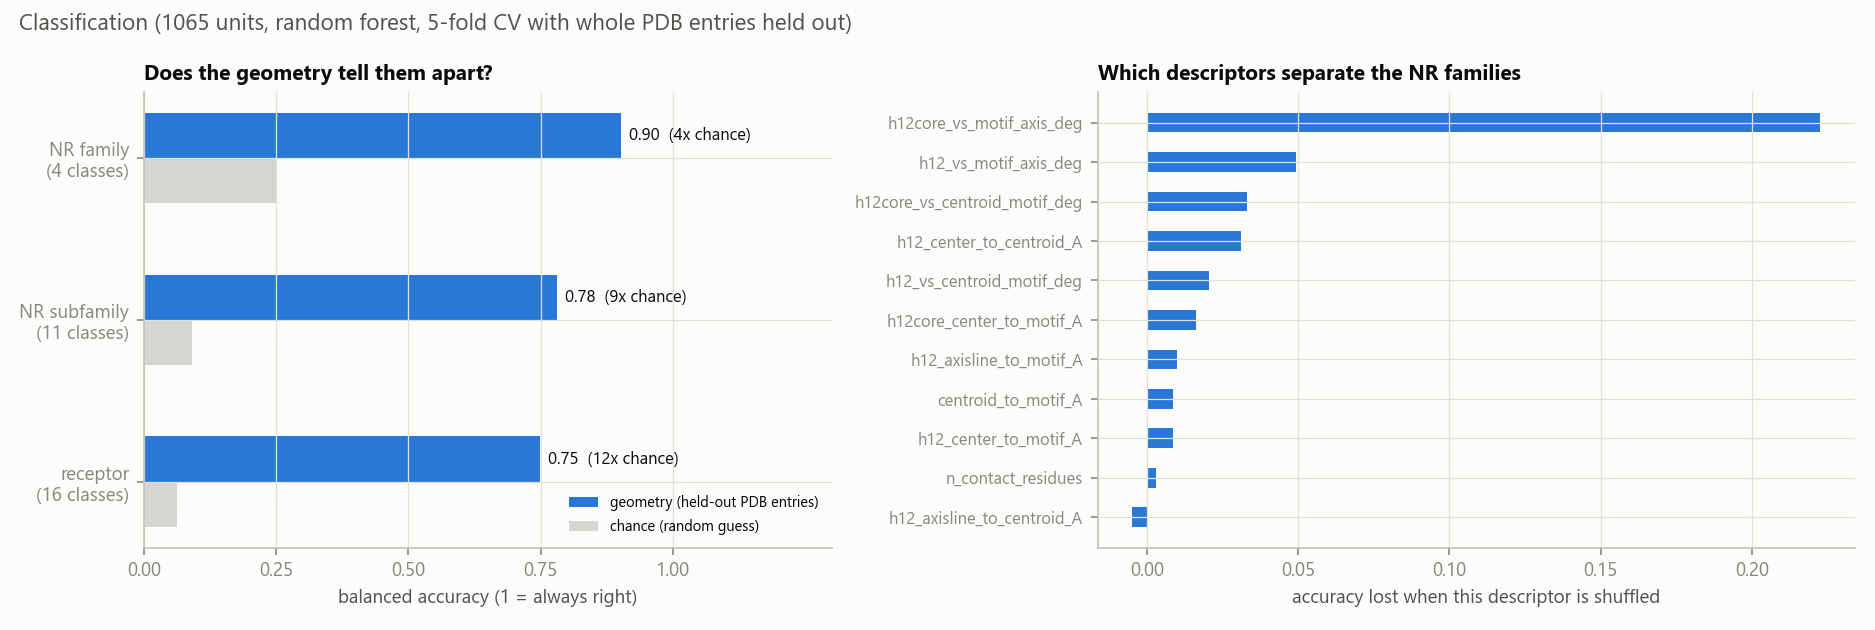 Classification (1065 units, random forest, 5-fold CV with whole PDB entries held out)
Does the geometry tell them apart?
NR family
(4 classes)
0.90 (4x chance)
NR subfamily
(11 classes)
0.78 (9x chance)
receptor
(16 classes)
0.75 (12x chance)
geometry (held-out PDB entries)
chance (random guess)
0.00 0.25 0.50 0.75 1.00
balanced accuracy (1 = always right)
Which descriptors separate the NR families
h12core_vs_motif_axis_deg
h12_vs_motif_axis_deg
h12core_vs_centroid_motif_deg
h12_center_to_centroid_A
h12_vs_centroid_motif_deg
h12core_center_to_motif_A
h12_axisline_to_motif_A
centroid_to_motif_A
h12_center_to_motif_A
n_contact_residues
h12_axisline_to_centroid_A
0.00 0.05 0.10 0.15 0.20
accuracy lost when this descriptor is shuffled